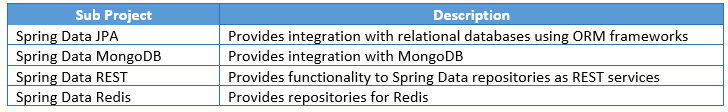 Sub Project Description
Spring Data JPA Provides integration with relational databases using ORM frameworks
Spring Data MongoDB Provides integration with MongoDB
Spring Data REST Provides functionality to Spring Data repositories as REST services
Spring Data Redis Provides repositories for Redis